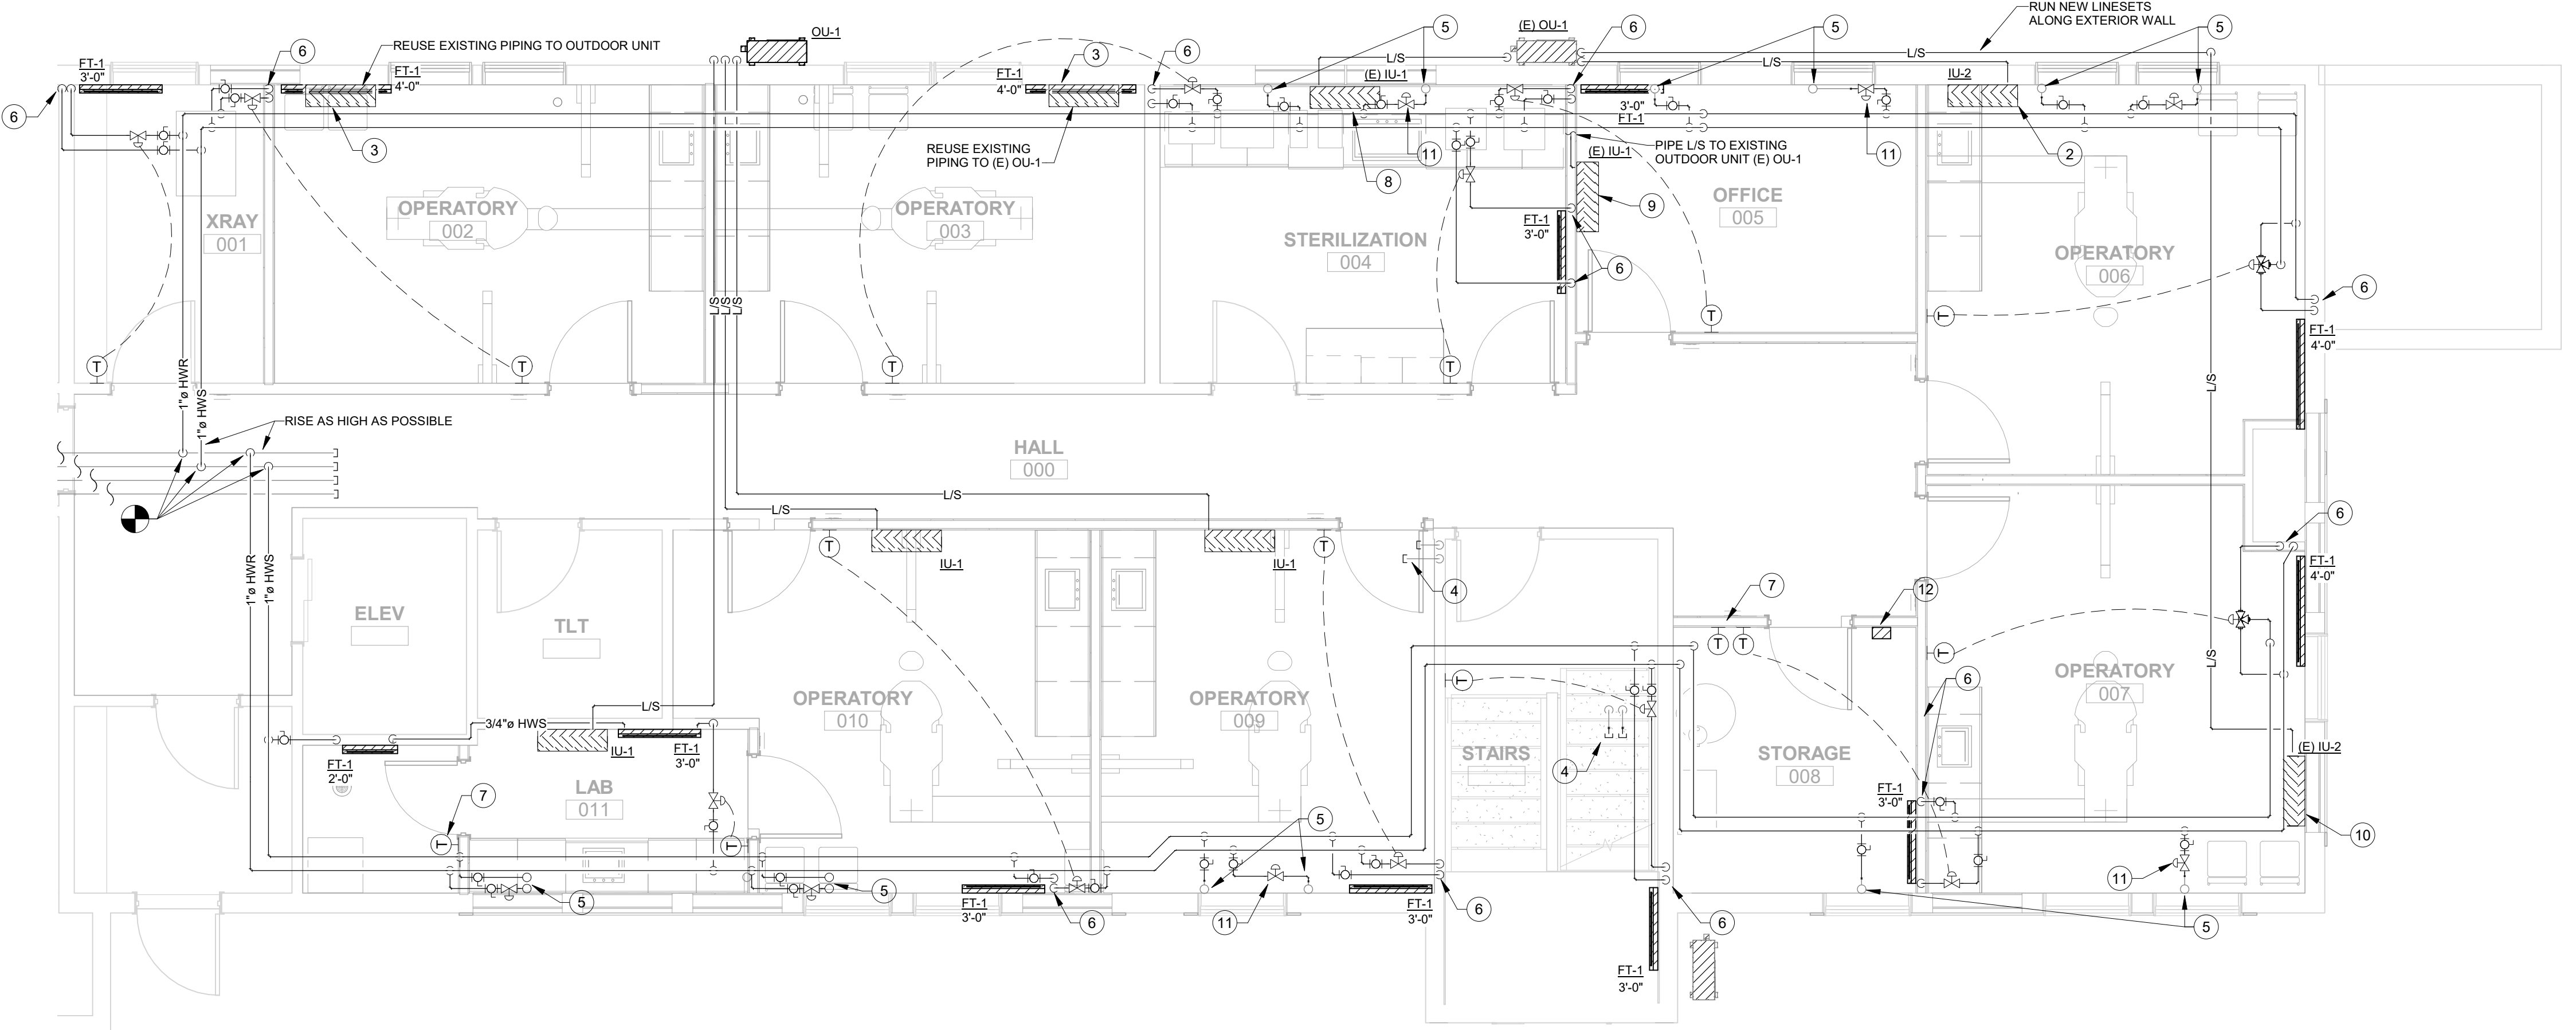 RUN NEW LINESETS
ALONG EXTERIOR WALL
OU-1
(E) OU-1
5
5
5
6
6
6
REUSE EXISTING PIPING TO OUTDOOR UNIT
3
L/S
L/S
L/S
FT-1
3'-0"
FT-1
4'-0"
FT-1
4'-0"
(E) IU-1
IU-2
6
3
REUSE EXISTING
PIPING TO (E) OU-1
11
8
3'-0"
FT-1
(E) IU-1
PIPE L/S TO EXISTING
OUTDOOR UNIT (E) OU-1
11
2
9
XRAY
001
OPERATORY
002
OPERATORY
003
STERILIZATION
004
FT-1
3'-0"
6
OFFICE
005
OPERATORY
006
6
FT-1
4'-0"
L/S
L/S
L/S
T
T
T
T
T
T
1"ø HWR
1"ø HWS
L/S
RISE AS HIGH AS POSSIBLE
HALL
000
L/S
L/S
6
T
T
IU-1
IU-1
4
7
12
FT-1
4'-0"
1"ø HWR
1"ø HWS
ELEV
TLT
T
T
T
T
L/S
OPERATORY
010
OPERATORY
009
L/S
6
OPERATORY
007
3/4"ø HWS
FT-1
2'-0"
IU-1
FT-1
3'-0"
STAIRS
4
STORAGE
008
(E) IU-2
LAB
011
7
T
T
5
FT-1
3'-0"
10
5
5
FT-1
3'-0"
6
11
FT-1
3'-0"
6
6
11
5
FT-1
3'-0"